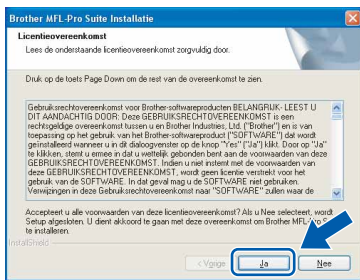 Brother MFL-Pro Suite Installatie
Licentieovereenkomst
Lees de onderstaande licentieovereenkomst zorgvuldig door.
Druk op de toets Page Down om de rest van de overeenkomst te zien.
Gebruiksrechtovereenkomst voor Brother-softwareproducten BELANGRIJK- LEEST U
DIT AANDACHTIG DOOR: Deze GEBRUIKSRECHTOVEREENKOMST is een
rechtsgeldige overeenkomst tussen u en Brother Industries, Ltd. ("Brother") en is van
toepassing op het gebruik van het Brother-softwareproduct ("SOFTWARE") dat wordt
geïnstalleerd wanneer u in dit dialoogvenster op de knop "Yes" ("Ja") klikt. Door op "Ja"
te klikken, stemt u ermee in dat u wettelijk gebonden bent aan de voorwaarden van deze
GEBRUIKSRECHTOVEREENKOMST. Indien u niet instemt met de voorwaarden van deze
GEBRUIKSRECHTOVEREENKOMST, wordt geen licentie verstrekt voor het
gebruik van de SOFTWARE. In dat geval mag u de SOFTWARE niet gebruiken.
Verwijzingen in deze Gebruiksrechtovereenkomst naar "SOFTWARE" zullen waar de
Accepteert u alle voorwaarden van deze licentieovereenkomst? Als u Nee selecteert, wordt
Setup afgesloten. U dient akkoord te gaan met deze overeenkomst om Brother MFL-Pro S
te installeren.
InstallShield
< Vorige
Ja
Nee